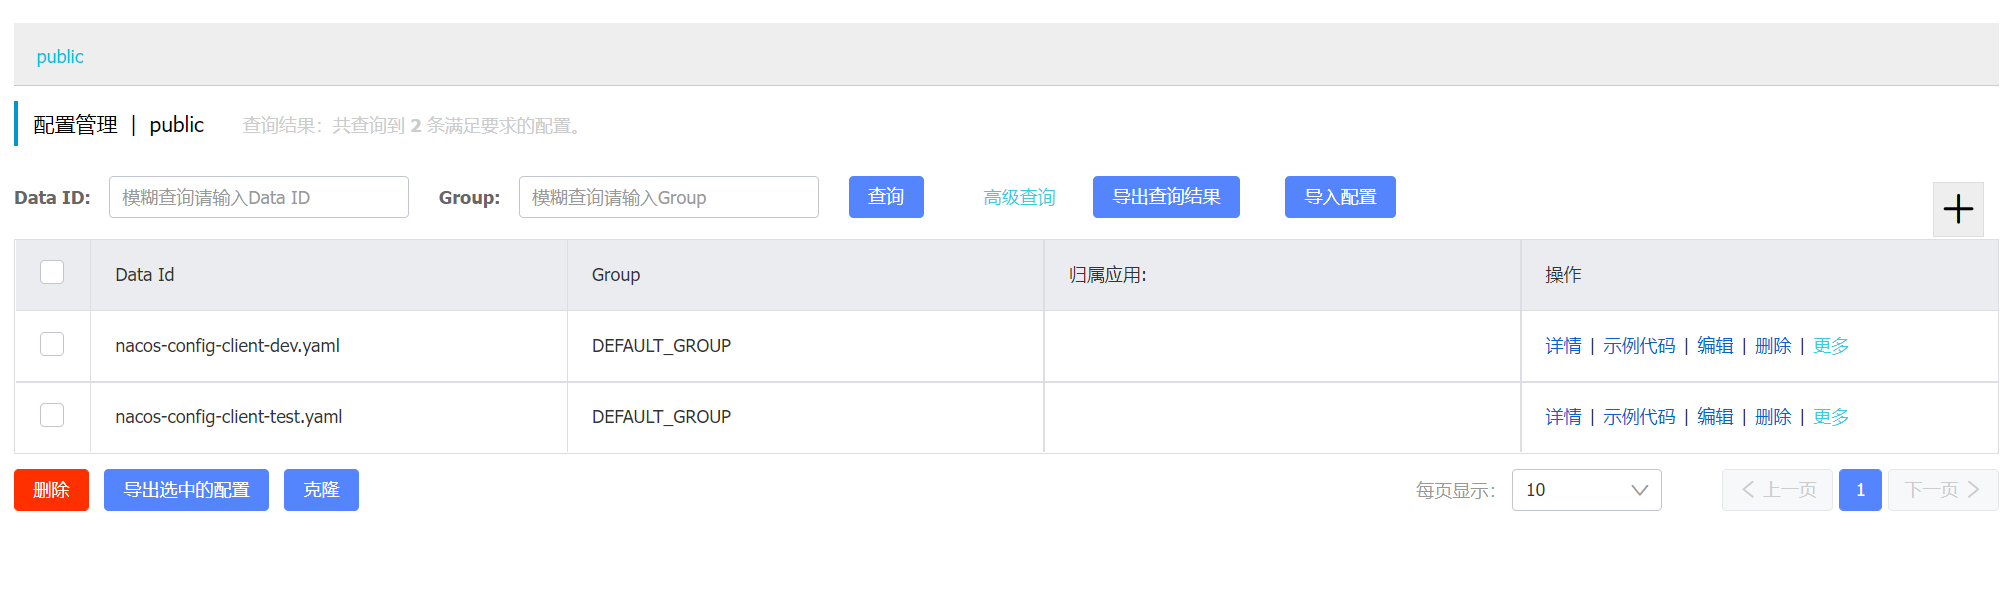 public
配置管理 | public 查询结果：共查询到 2 条满足要求的配置。
Data ID: 模糊查询请输入Data ID Group: 模糊查询请输入Group 查询 高级查询 导出查询结果 导入配置
Data Id Group 归属应用: 操作
nacos-config-client-dev.yaml DEFAULT_GROUP 详情 | 示例代码 | 编辑 | 删除 | 更多
nacos-config-client-test.yaml DEFAULT_GROUP 详情 | 示例代码 | 编辑 | 删除 | 更多
删除 导出选中的配置 克隆 每页显示： 10 上一页 1 下一页